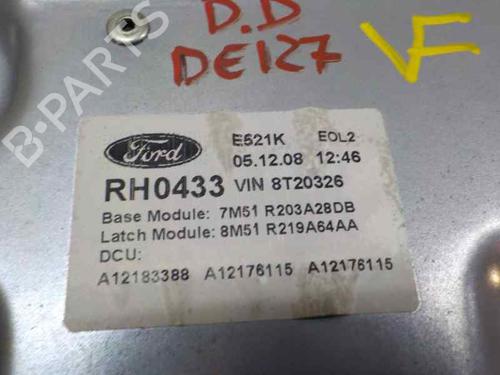 D.D
DE127
VF
B-PARTS
Ford
E521K EOL2
05.12.08 12:46
RH0433 VIN 8T20326
Base Module: 7M51 R203A28DB
Latch Module: 8M51 R219A64AA
DCU:
A12183388 A12176115 A12176115